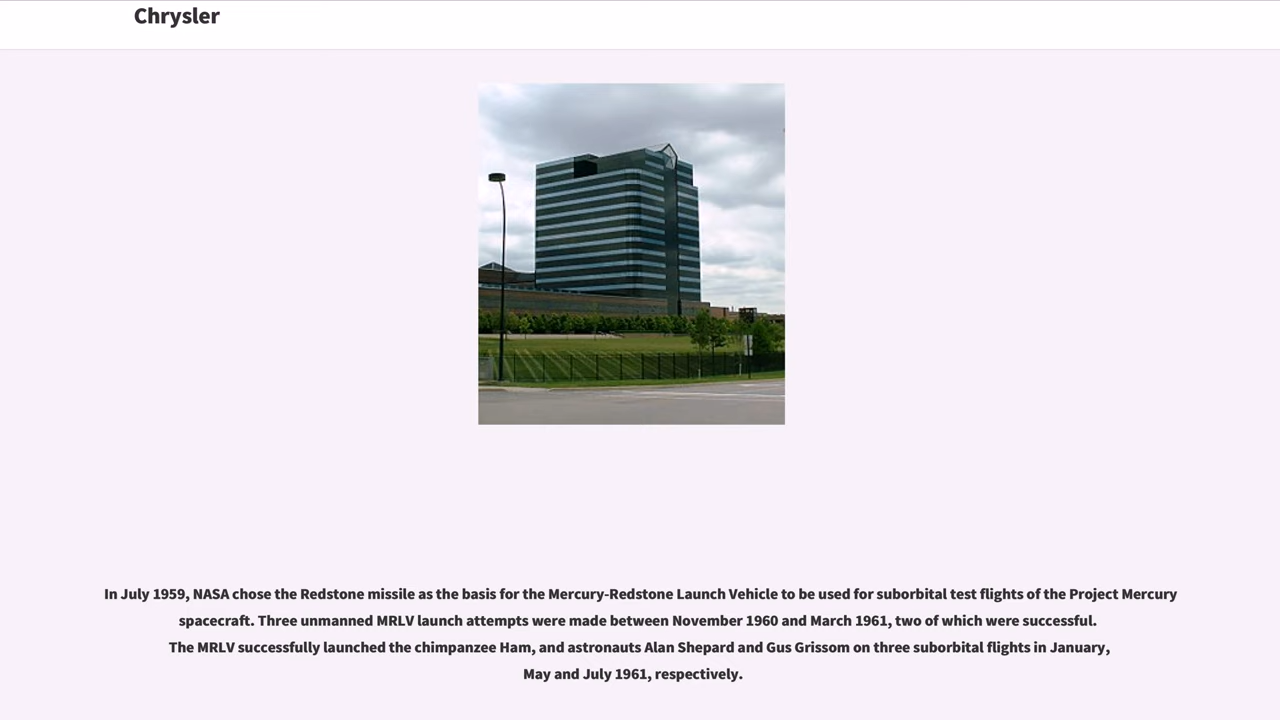 Chrysler
In July 1959, NASA chose the Redstone missile as the basis for the Mercury-Redstone Launch Vehicle to be used for suborbital test flights of the Project Mercury
spacecraft. Three unmanned MRLV launch attempts were made between November 1960 and March 1961, two of which were successful.
The MRLV successfully launched the chimpanzee Ham, and astronauts Alan Shepard and Gus Grissom on three suborbital flights in January,
May and July 1961, respectively.